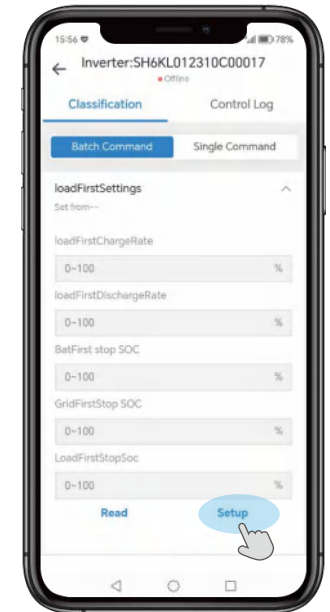 15:56 78%
Inverter:SH6KL012310C00017
Offline
Classification Control Log
Batch Command Single Command
loadFirstSettings
Set from--
loadFirstChargeRate
0~100 %
loadFirstDischargeRate
0~100 %
BatFirst stop SOC
0~100 %
GridFirstStop SOC
0~100 %
LoadFirstStopSoc
0~100 %
Read Setup